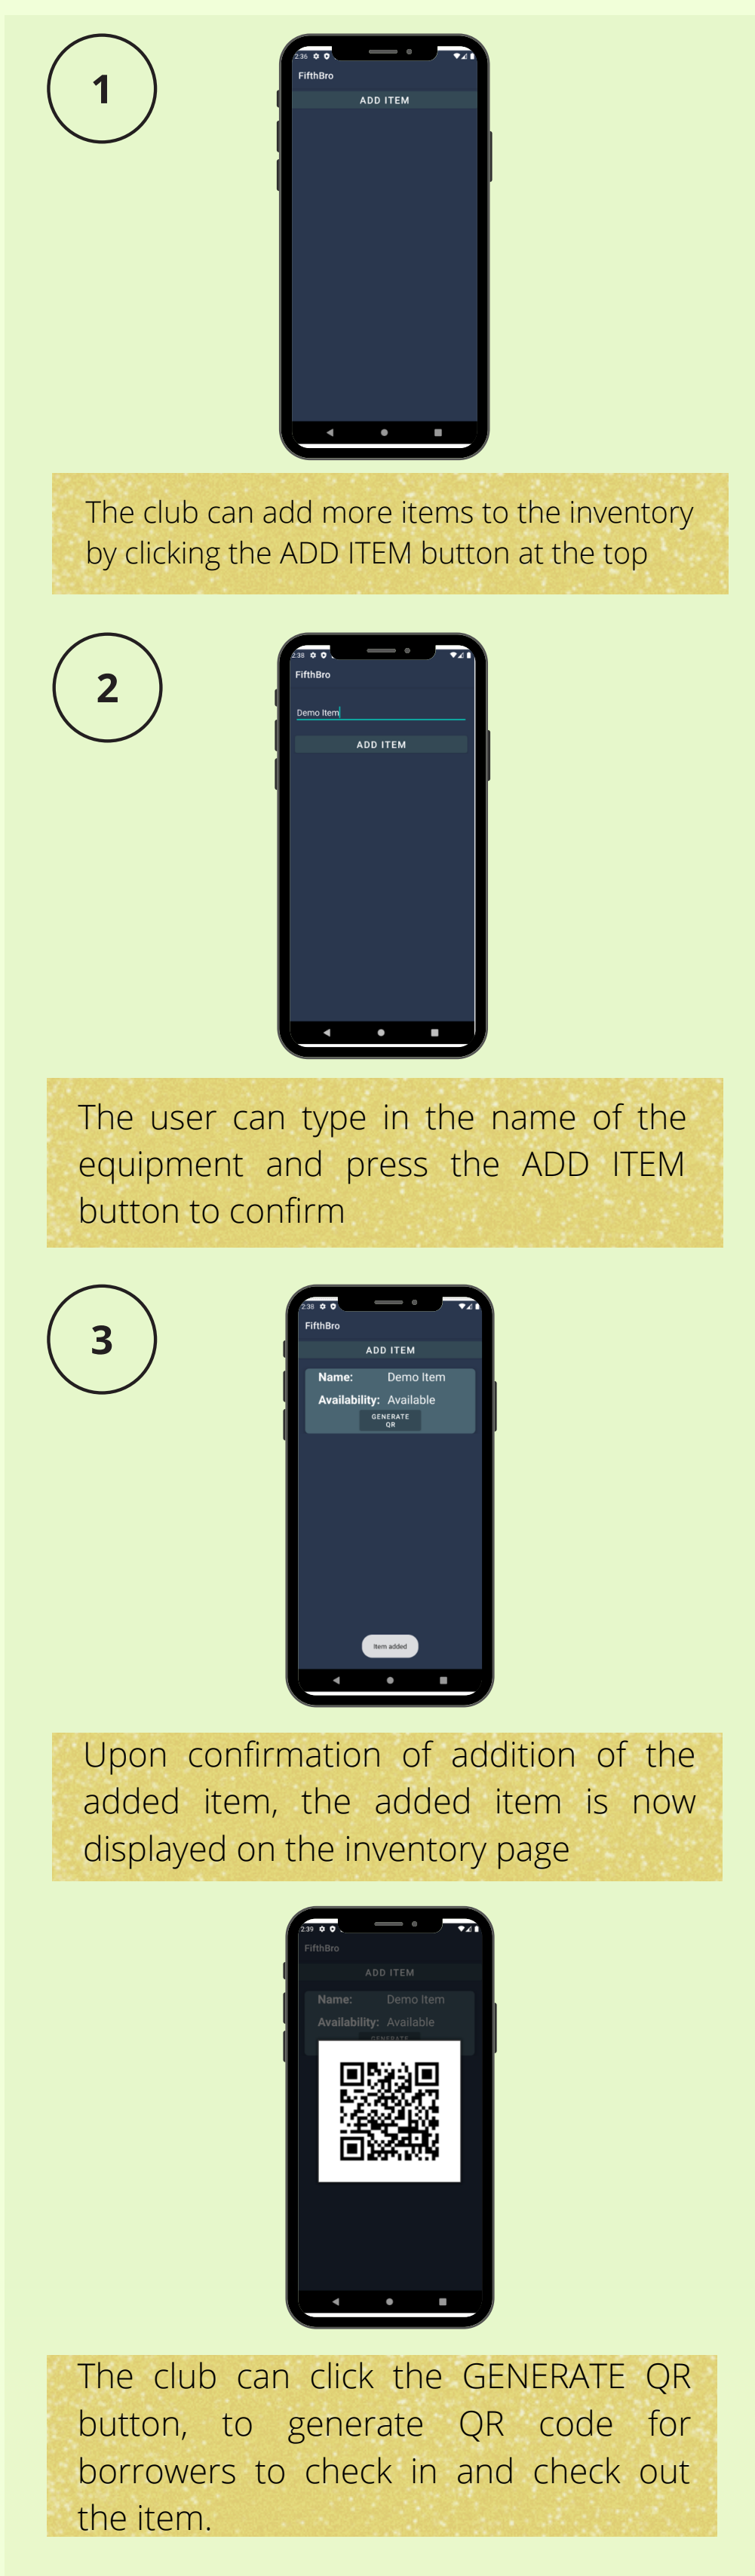 1
2:36
FifthBro
ADD ITEM
The club can add more items to the inventory
by clicking the ADD ITEM button at the top
2
2:38
FifthBro
Demo Item
ADD ITEM
The user can type in the name of the
equipment and press the ADD ITEM
button to confirm
3
2:38
FifthBro
ADD ITEM
Name: Demo Item
Availability: Available
GENERATE
QR
Item added
Upon confirmation of addition of the
added item, the added item is now
displayed on the inventory page
2:39
FifthBro
ADD ITEM
Name: Demo Item
Availability: Available
GENERATE
The club can click the GENERATE QR
button, to generate QR code for
borrowers to check in and check out
the item.